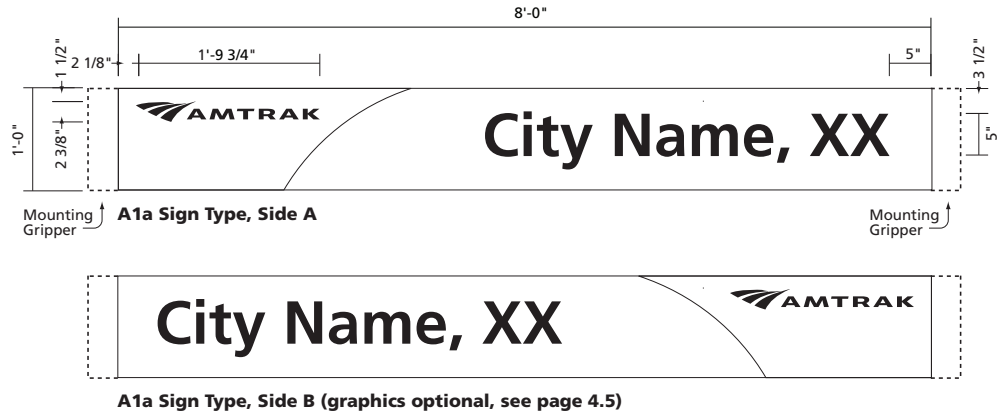 8'-0"
1'-9 3/4"
5"
2 1/8"
1 1/2"
3 1/2"
AMTRAK
City Name, XX
1'-0"
2 3/8"
5"
Mounting
Gripper
A1a Sign Type, Side A
Mounting
Gripper
City Name, XX
AMTRAK
A1a Sign Type, Side B (graphics optional, see page 4.5)